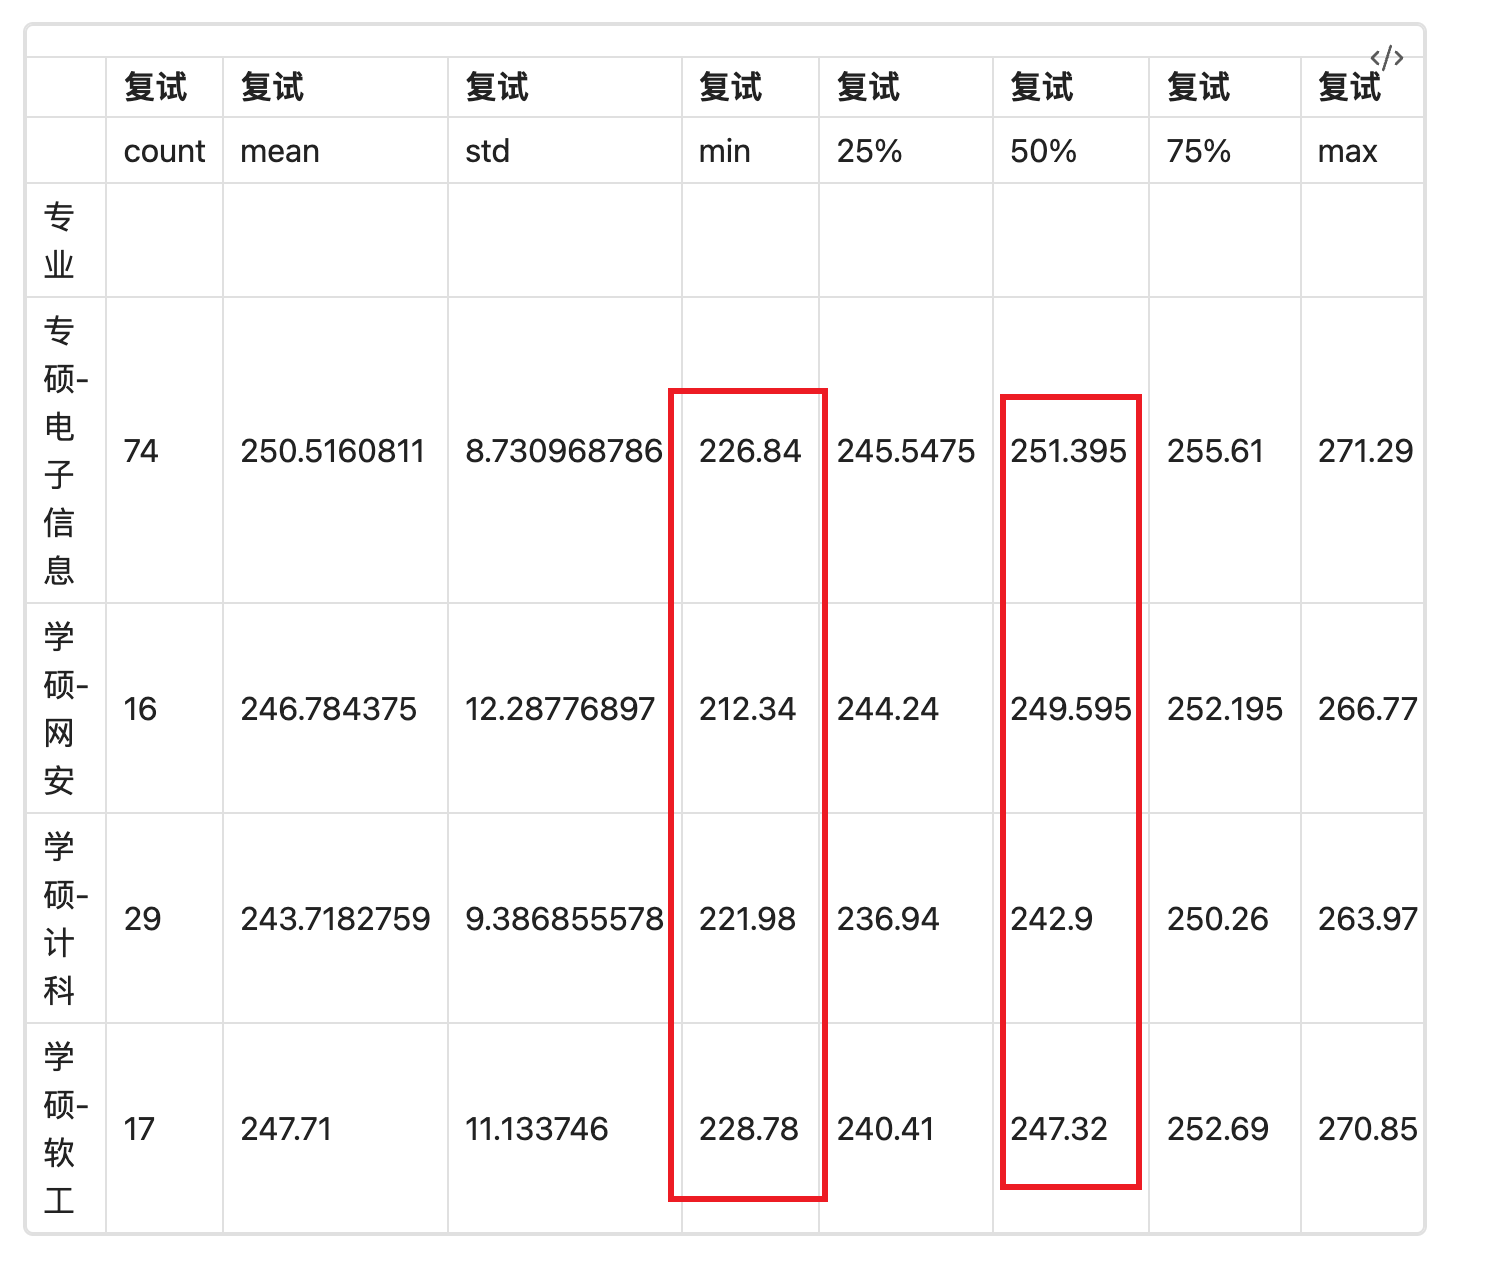 复试 复试 复试 复试 复试 复试 复试 复试
count mean std min 25% 50% 75% max
专
业
专
硕-
电
子
信
息
74 250.5160811 8.730968786 226.84 245.5475 251.395 255.61 271.29
学
硕-
网
安
16 246.784375 12.28776897 212.34 244.24 249.595 252.195 266.77
学
硕-
计
科
29 243.7182759 9.386855578 221.98 236.94 242.9 250.26 263.97
学
硕-
软
工
17 247.71 11.133746 228.78 240.41 247.32 252.69 270.85